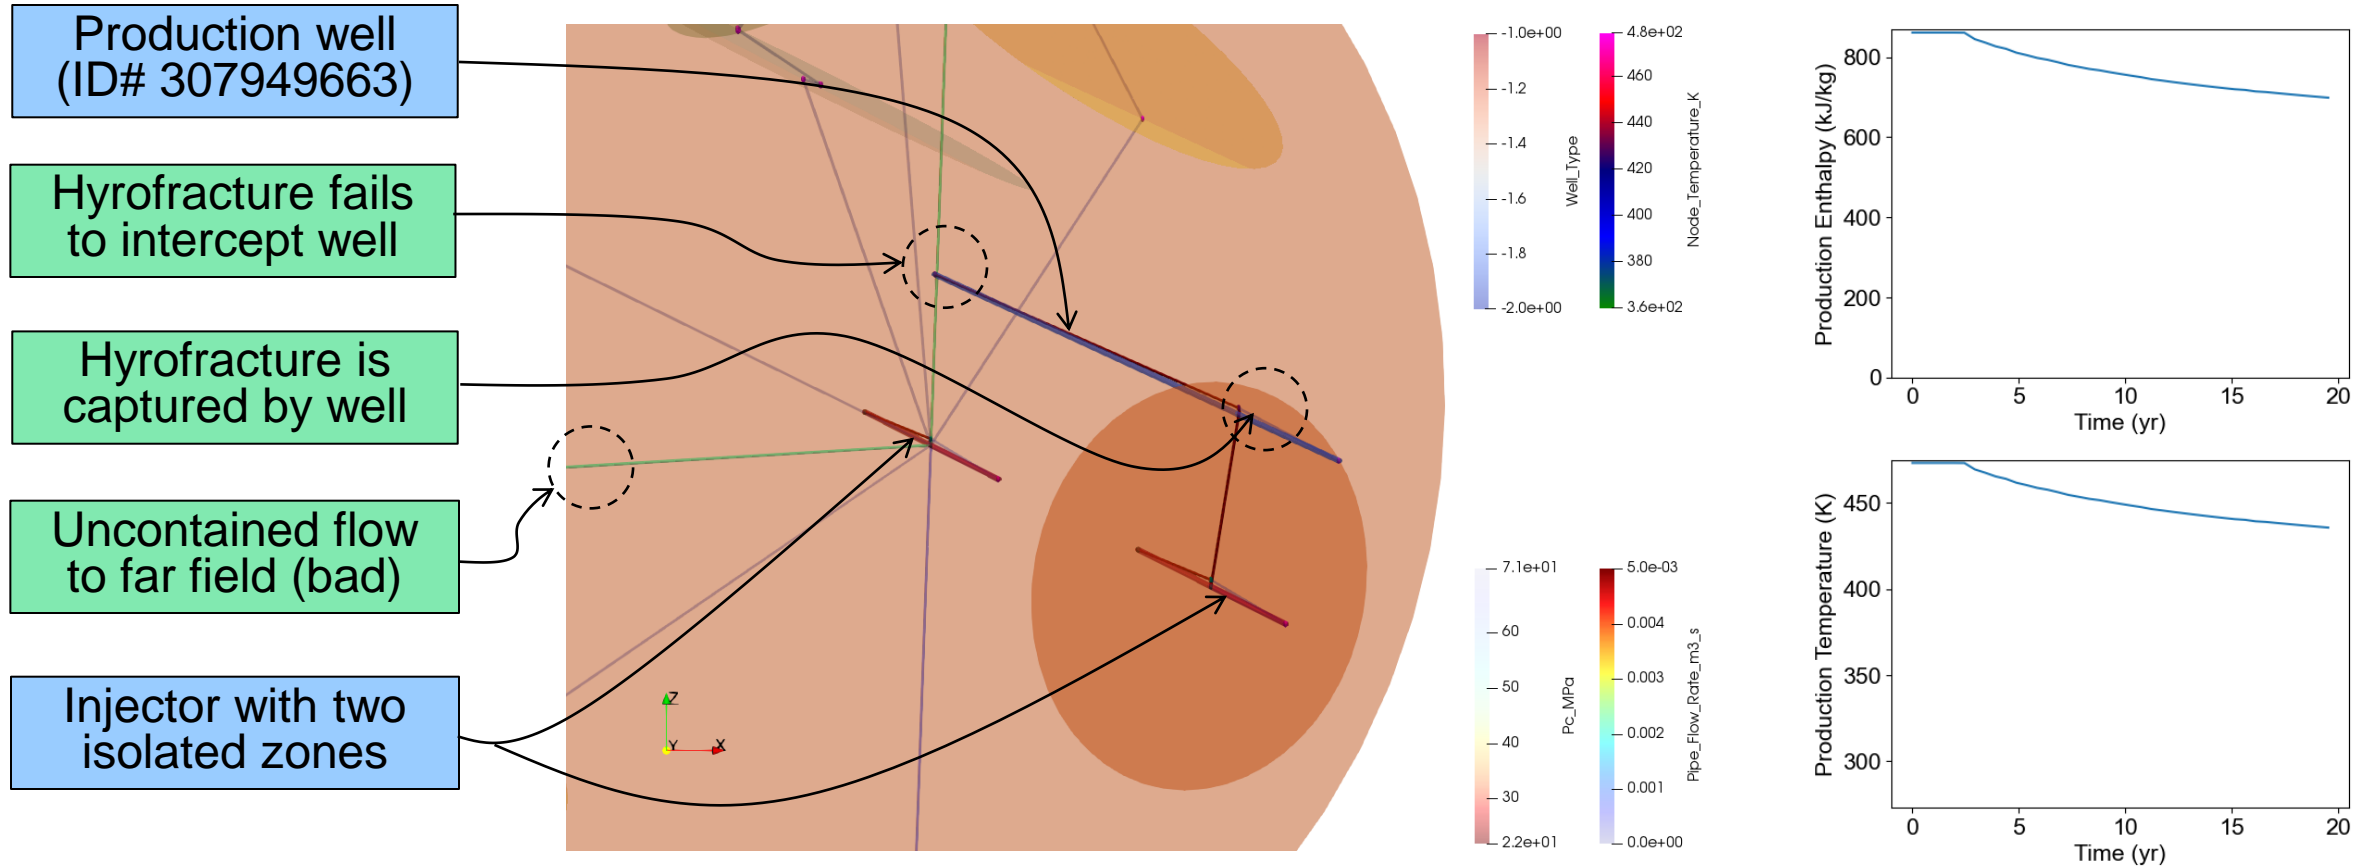 Production well
(ID# 307949663)
Hyrofracture fails
to intercept well
Hyrofracture is
captured by well
Uncontained flow
to far field (bad)
Injector with two
isolated zones
Z
Y
X
-1.0e+00
-1.2
-1.4
-1.6
-1.8
-2.0e+00
Well_Type
4.8e+02
460
440
420
400
380
3.6e+02
Node_Temperature_K
7.1e+01
60
50
40
30
2.2e+01
Pc_MPa
5.0e-03
0.004
0.003
0.002
0.001
0.0e+00
Pipe_Flow_Rate_m3_s
Production Enthalpy (kJ/kg)
800
600
400
200
0
0
5
10
15
20
Time (yr)
Production Temperature (K)
450
400
350
300
0
5
10
15
20
Time (yr)